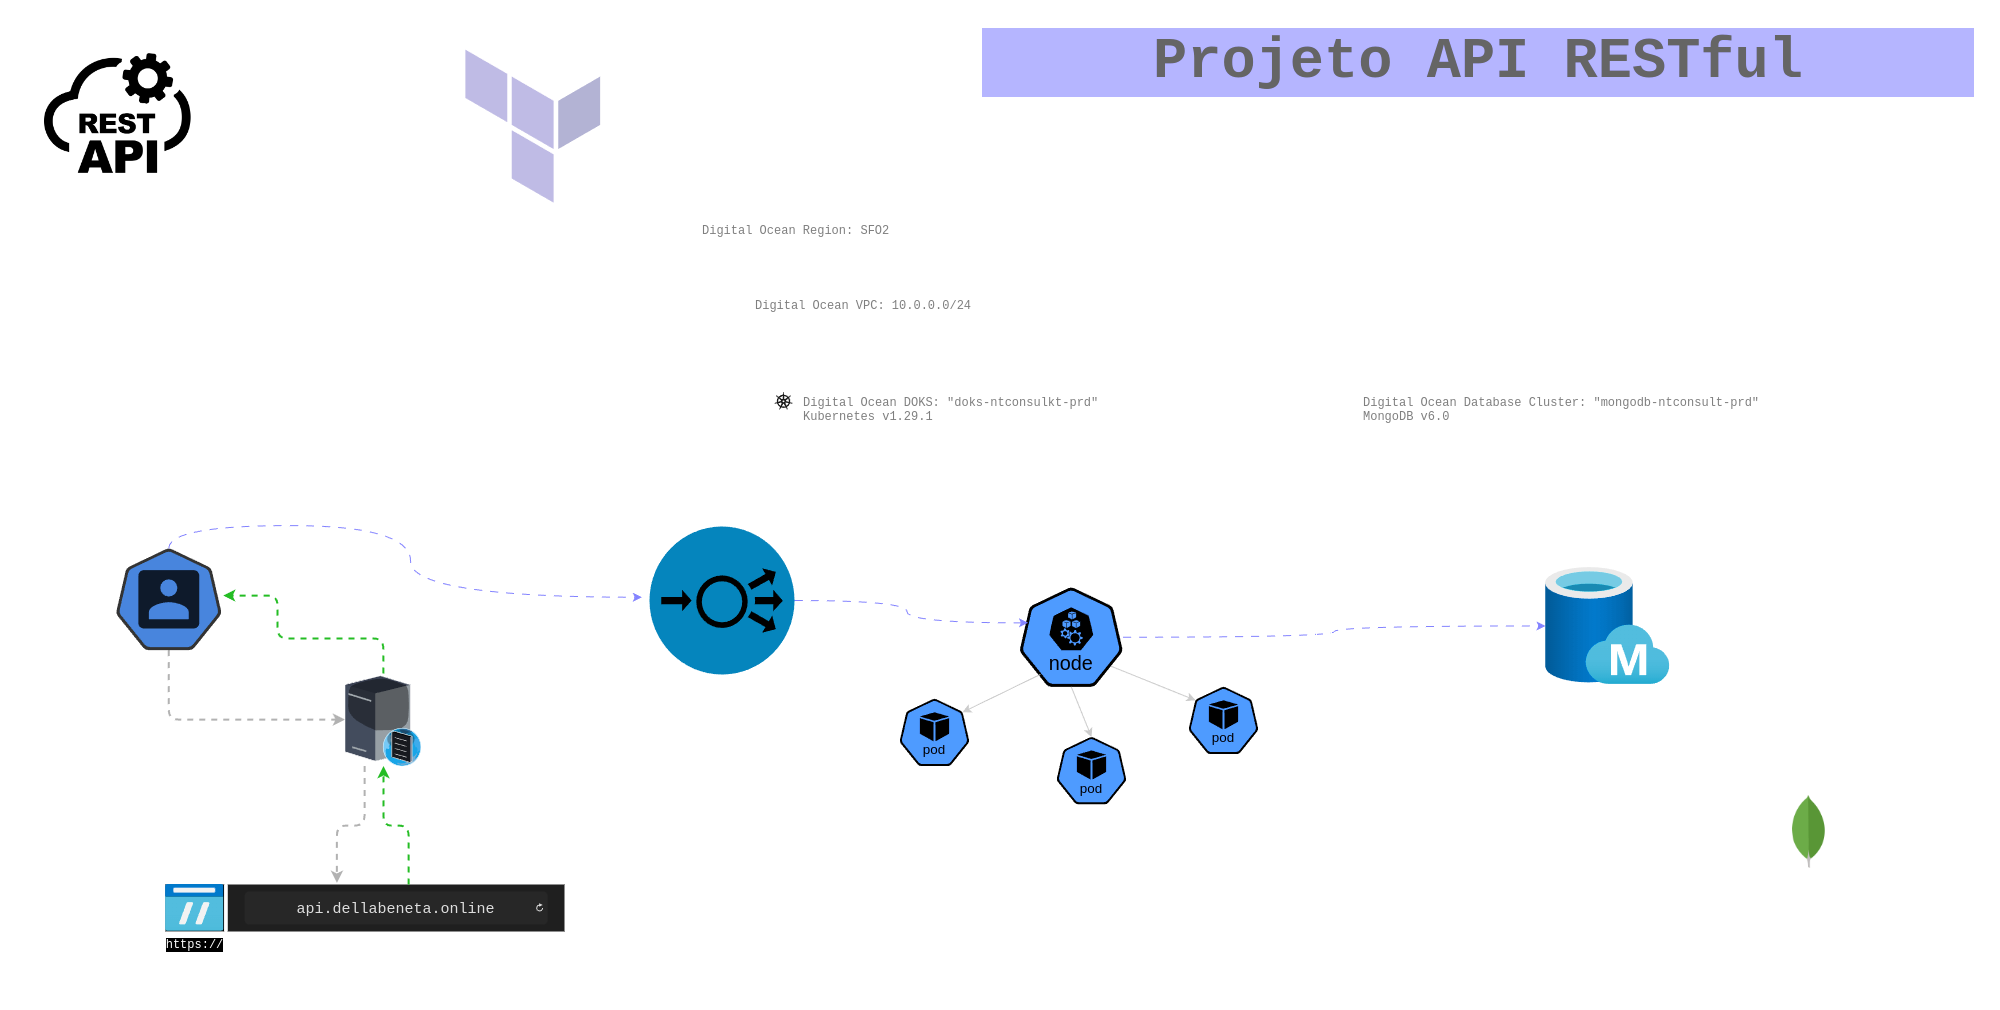 Projeto API RESTful
REST
API
Digital Ocean Region: SFO2
Digital Ocean VPC: 10.0.0.0/24
Digital Ocean DOKS: "doks-ntconsulkt-prd"
Kubernetes v1.29.1
Digital Ocean Database Cluster: "mongodb-ntconsult-prd"
MongoDB v6.0
node
pod
pod
pod
M
api.dellabeneta.online
https://